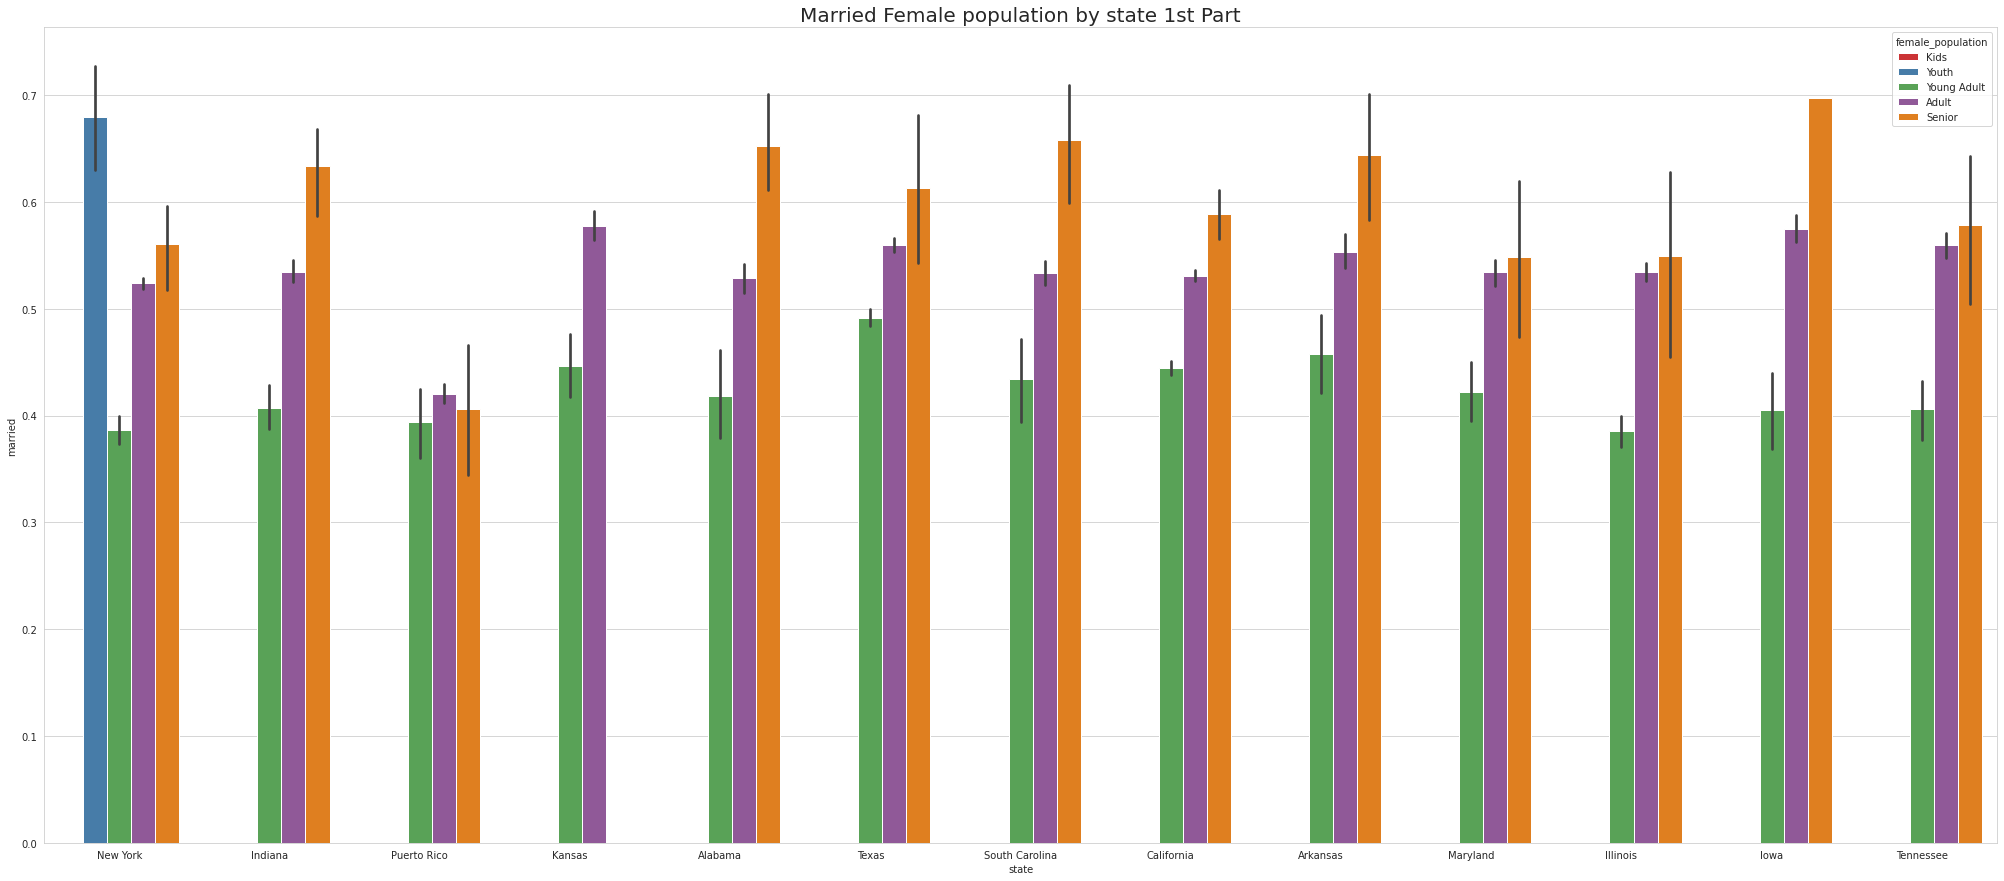 Married Female population by state 1st Part
female_population
Kids
Youth
Young Adult
Adult
Senior
married
0.7
0.6
0.5
0.4
0.3
0.2
0.1
0.0
New York Indiana Puerto Rico Kansas Alabama Texas South Carolina California Arkansas Maryland Illinois Iowa Tennessee
state